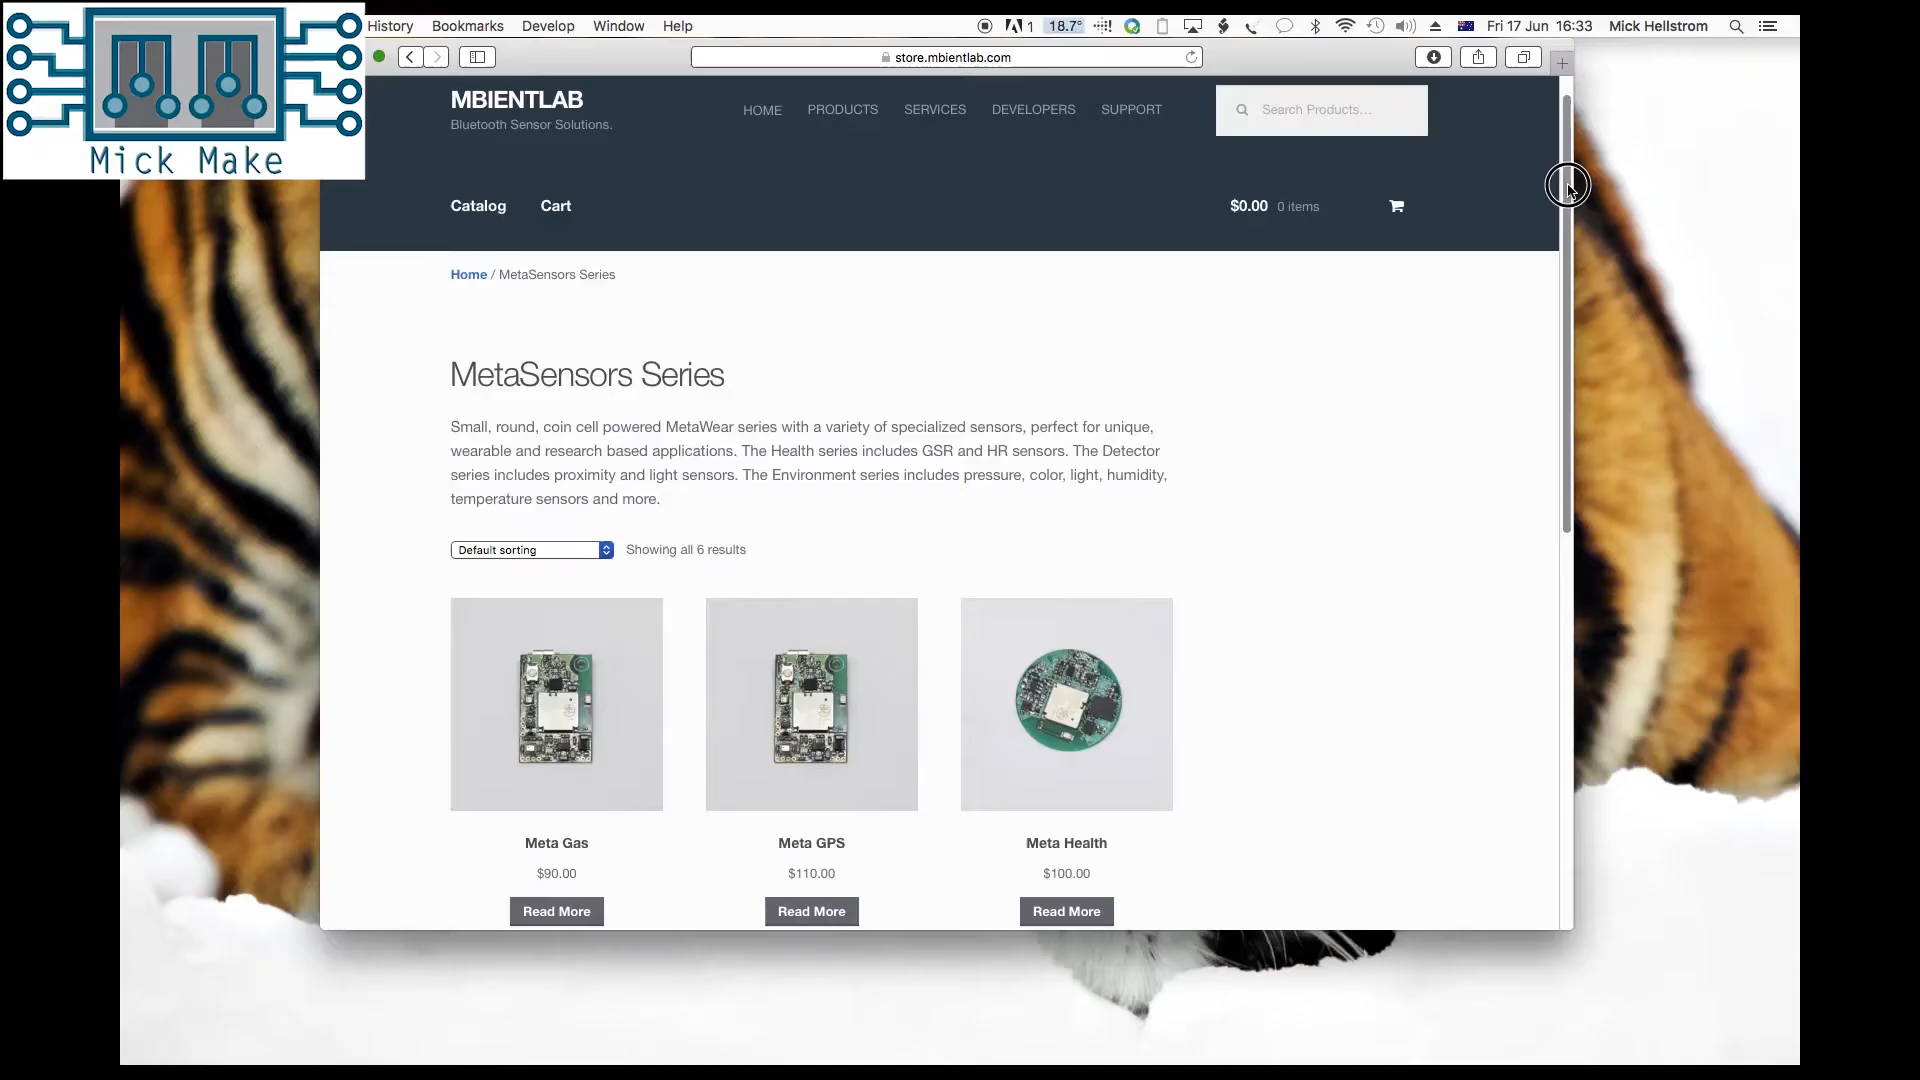 Mick Make
History Bookmarks Develop Window Help
1 18.7° Fri 17 Jun 16:33 Mick Hellstrom
store.mbientlab.com
MBIENTLAB
Bluetooth Sensor Solutions.
HOME PRODUCTS SERVICES DEVELOPERS SUPPORT
Search Products...
Catalog Cart
$0.00 0 items
Home / MetaSensors Series
MetaSensors Series
Small, round, coin cell powered MetaWear series with a variety of specialized sensors, perfect for unique,
wearable and research based applications. The Health series includes GSR and HR sensors. The Detector
series includes proximity and light sensors. The Environment series includes pressure, color, light, humidity,
temperature sensors and more.
Default sorting Showing all 6 results
Meta Gas Meta GPS Meta Health
$90.00 $110.00 $100.00
Read More Read More Read More